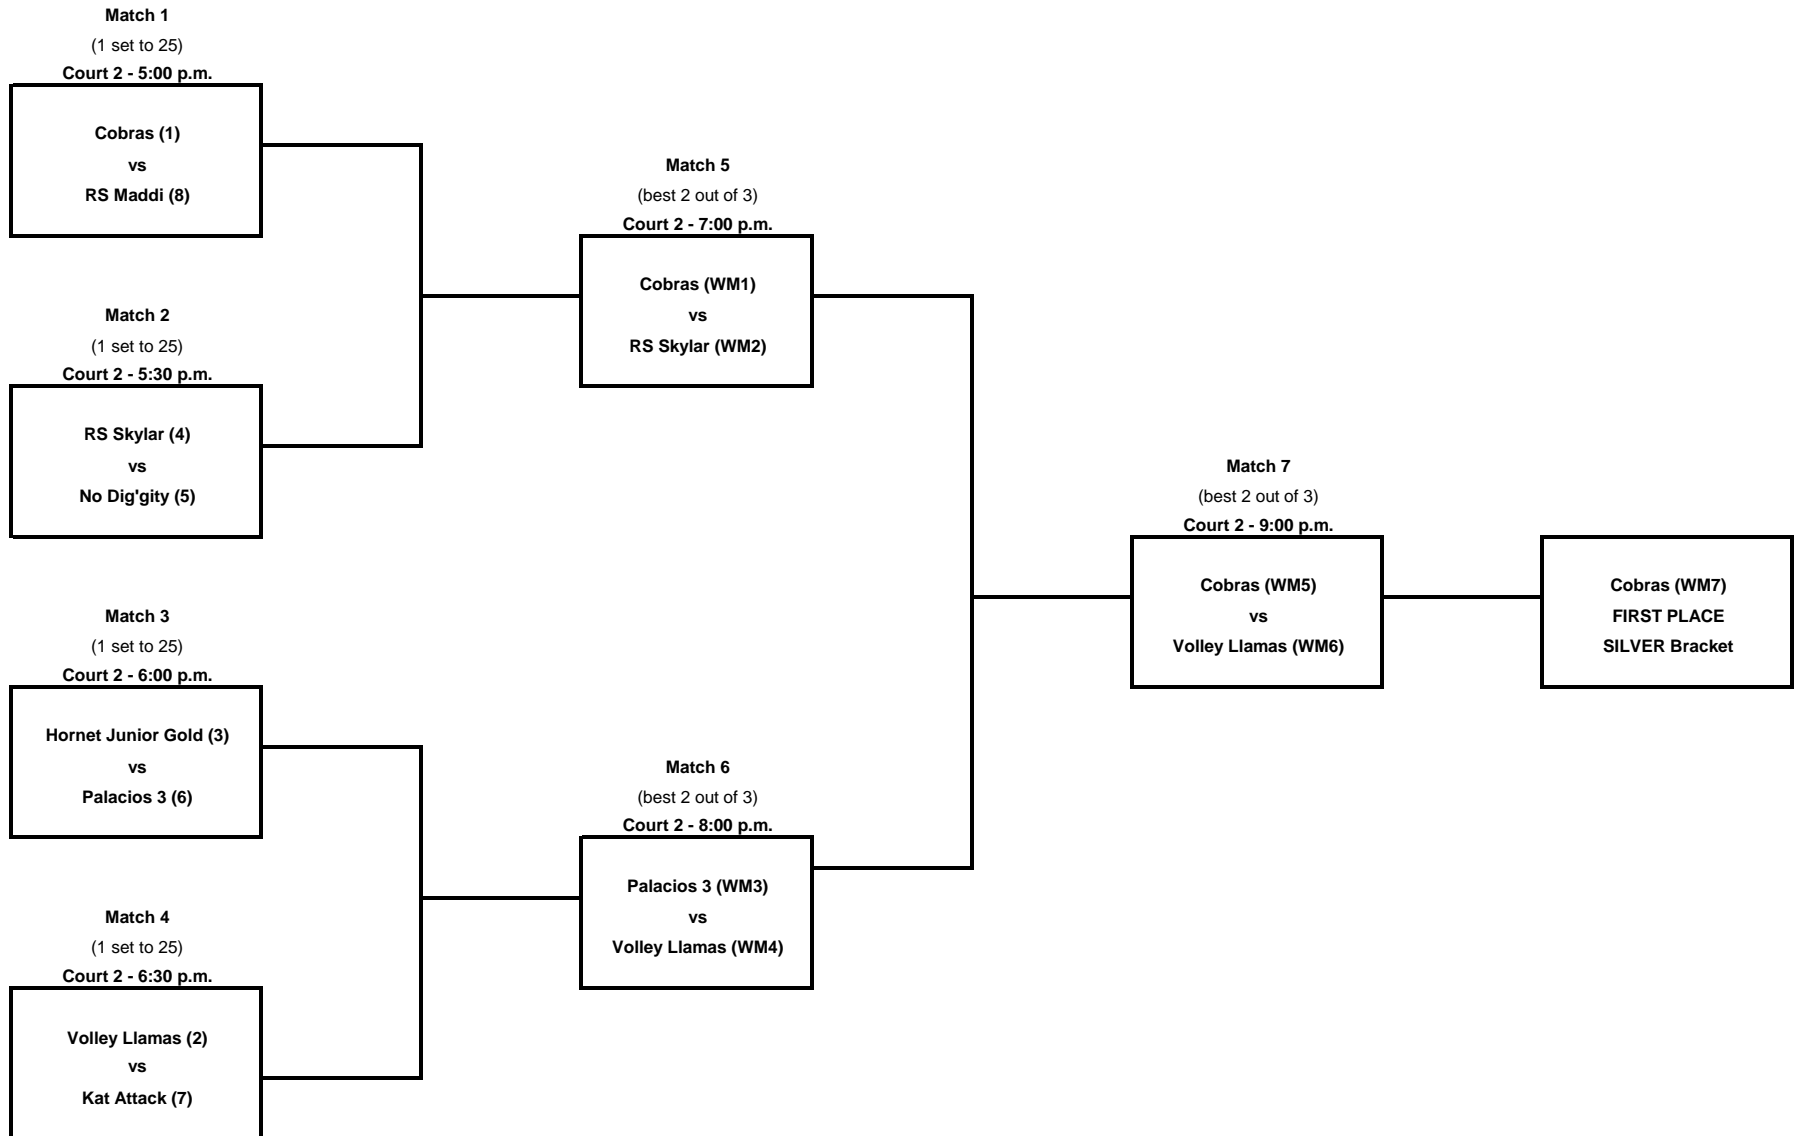 Match 1
(1 set to 25)
Court 2 - 5:00 p.m.
Cobras (1)
vs
RS Maddi (8)
Match 2
(1 set to 25)
Court 2 - 5:30 p.m.
RS Skylar (4)
vs
No Dig'gity (5)
Match 3
(1 set to 25)
Court 2 - 6:00 p.m.
Hornet Junior Gold (3)
vs
Palacios 3 (6)
Match 4
(1 set to 25)
Court 2 - 6:30 p.m.
Volley Llamas (2)
vs
Kat Attack (7)
Match 5
(best 2 out of 3)
Court 2 - 7:00 p.m.
Cobras (WM1)
vs
RS Skylar (WM2)
Match 6
(best 2 out of 3)
Court 2 - 8:00 p.m.
Palacios 3 (WM3)
vs
Volley Llamas (WM4)
Match 7
(best 2 out of 3)
Court 2 - 9:00 p.m.
Cobras (WM5)
vs
Volley Llamas (WM6)
Cobras (WM7)
FIRST PLACE
SILVER Bracket